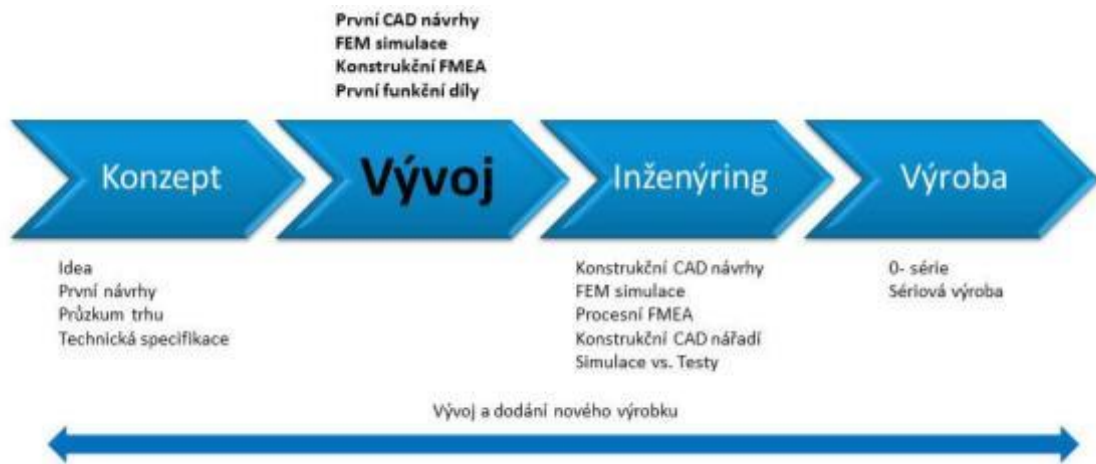 První CAD návrhy
FEM simulace
Konstrukční FMEA
První funkční díly
Konzept
Vývoj
Inženýring
Výroba
Idea
První návrhy
Průzkum trhu
Technická specifikace
Konstrukční CAD návrhy
FEM simulace
Procesní FMEA
Konstrukční CAD nářadí
Simulace vs. Testy
0- série
Sériová výroba
Vývoj a dodání nového výrobku